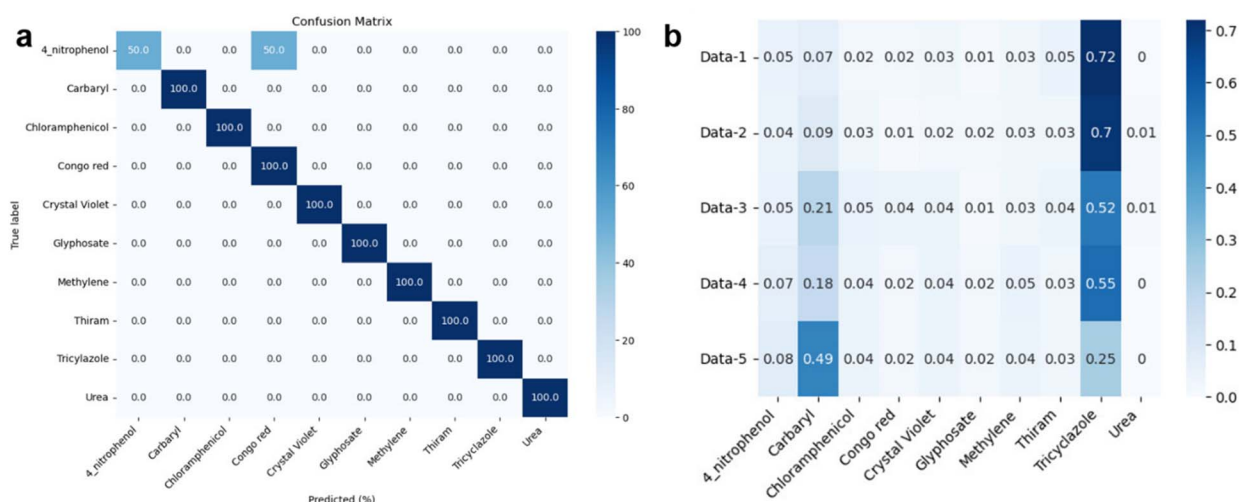 a
Confusion Matrix
4_nitrophenol 50.0 0.0 0.0 50.0 0.0 0.0 0.0 0.0 0.0 0.0
Carbaryl 0.0 100.0 0.0 0.0 0.0 0.0 0.0 0.0 0.0 0.0
Chloramphenicol 0.0 0.0 100.0 0.0 0.0 0.0 0.0 0.0 0.0 0.0
Congo red 0.0 0.0 0.0 100.0 0.0 0.0 0.0 0.0 0.0 0.0
Crystal Violet 0.0 0.0 0.0 0.0 100.0 0.0 0.0 0.0 0.0 0.0
Glyphosate 0.0 0.0 0.0 0.0 0.0 100.0 0.0 0.0 0.0 0.0
Methylene 0.0 0.0 0.0 0.0 0.0 0.0 100.0 0.0 0.0 0.0
Thiram 0.0 0.0 0.0 0.0 0.0 0.0 0.0 100.0 0.0 0.0
Tricylazole 0.0 0.0 0.0 0.0 0.0 0.0 0.0 0.0 100.0 0.0
Urea 0.0 0.0 0.0 0.0 0.0 0.0 0.0 0.0 0.0 100.0
True label
4_nitrophenol Carbaryl Chloramphenicol Congo red Crystal Violet Glyphosate Methylene Thiram Tricyclazole Urea
Predicted (%)
100
80
60
40
20
0
b
Data-1 0.05 0.07 0.02 0.02 0.03 0.01 0.03 0.05 0.72 0
Data-2 0.04 0.09 0.03 0.01 0.02 0.02 0.03 0.03 0.7 0.01
Data-3 0.05 0.21 0.05 0.04 0.04 0.01 0.03 0.04 0.52 0.01
Data-4 0.07 0.18 0.04 0.02 0.04 0.02 0.05 0.03 0.55 0
Data-5 0.08 0.49 0.04 0.02 0.04 0.02 0.04 0.03 0.25 0
4_nitrophenol Carbaryl Chloramphenicol Congo red Crystal Violet Glyphosate Methylene Thiram Tricyclazole Urea
0.7
0.6
0.5
0.4
0.3
0.2
0.1
0.0